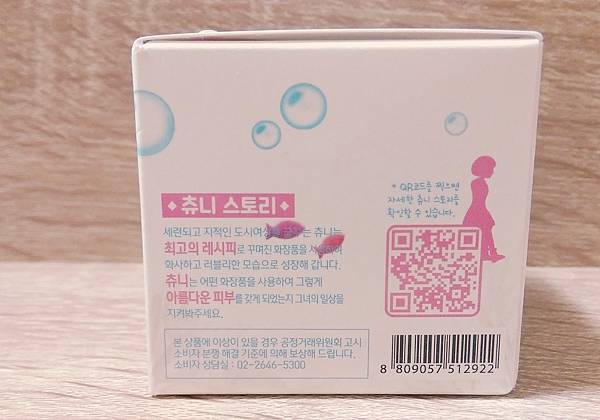 츄니 스토리
세련되고 지적인 도시여성을 꿈꾸는 츄니는
최고의 레시피로 꾸며진 화장품을 사용하여
화사하고 러블리한 모습으로 성장해 갑니다.
츄니는 어떤 화장품을 사용하여 그렇게
아름다운 피부를 갖게 되었는지 그녀의 일상을
지켜봐주세요.
본 상품에 이상이 있을 경우 공정거래위원회 고시
소비자 분쟁 해결 기준에 의해 보상해 드립니다.
소비자 상담실 : 02-2646-5300
* QR코드를 찍으면
자세한 츄니 스토리를
확인할 수 있습니다.
8 809057 512922